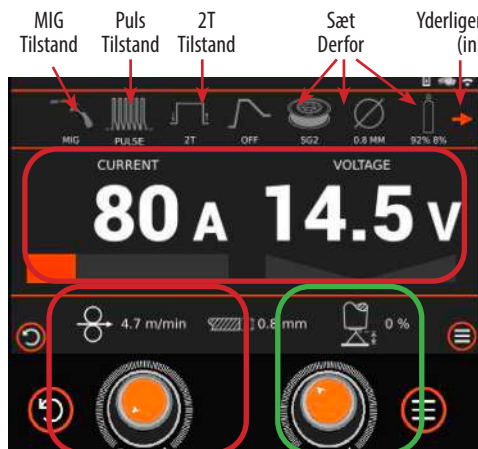 MIG
Tilstand
Puls
Tilstand
2T
Tilstand
Sæt
Derfor
(in
MIG
PULSE
2T
OFF
SG2
0.8 MM
92% 8%
CURRENT
VOLTAGE
80 A
14.5 V
4.7 m/min
0.8 mm
0 %